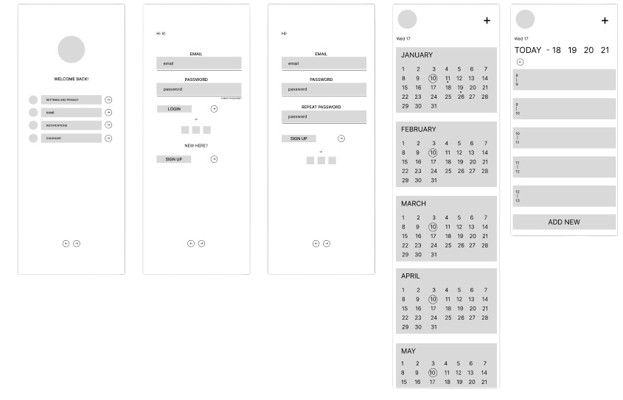 WELCOME BACK!
SETTINGS AND PRIVACY
NAME
EMAIL
email
PASSWORD
password
LOGIN
or
NEW HERE?
SIGN UP
EMAIL
email
PASSWORD
password
REPEAT PASSWORD
password
SIGN UP
or
+
Wed 17
JANUARY
1 2 3 4 5 6 7
8 9 10 11 12 13 14
15 16 17 18 19 20 21
22 23 24 25 26 27 28
29 30 31
FEBRUARY
1 2 3 4 5 6 7
8 9 10 11 12 13 14
15 16 17 18 19 20 21
22 23 24 25 26 27 28
29 30 31
MARCH
1 2 3 4 5 6 7
8 9 10 11 12 13 14
15 16 17 18 19 20 21
22 23 24 25 26 27 28
29 30 31
APRIL
1 2 3 4 5 6 7
8 9 10 11 12 13 14
15 16 17 18 19 20 21
22 23 24 25 26 27 28
29 30 31
MAY
1 2 3 4 5 6 7
8 9 10 11 12 13 14
15 16 17 18 19 20 21
+
Wed 17
TODAY - 18 19 20 21
8
9
9
10
10
11
11
12
12
13
ADD NEW